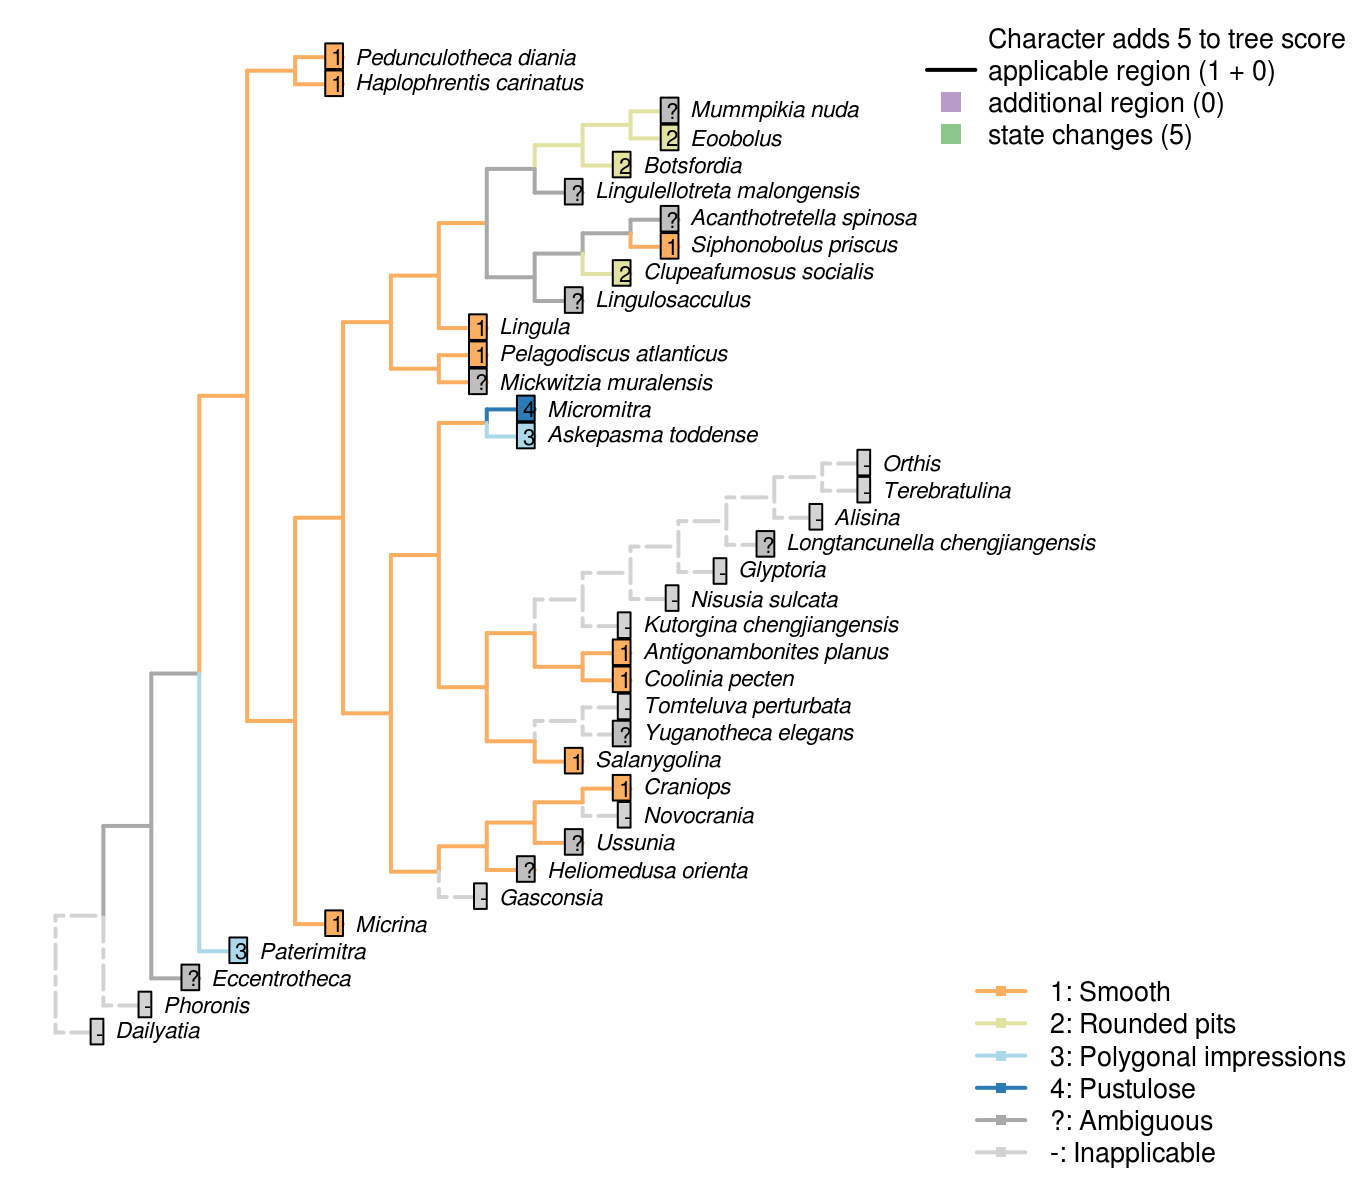 Character adds 5 to tree score
applicable region (1 + 0)
additional region (0)
state changes (5)
1 Pedunculotheca diania
1 Haplophrentis carinatus
? Mummpikia nuda
2 Eoobolus
2 Botsfordia
? Lingulellotreta malongensis
? Acanthotretella spinosa
1 Siphonobolus priscus
2 Clupeafumosus socialis
? Lingulosacculus
1 Lingula
1 Pelagodiscus atlanticus
? Mickwitzia muralensis
4 Micromitra
3 Askepasma toddense
- Orthis
- Terebratulina
- Alisina
? Longtancunella chengjiangensis
- Glyptoria
- Nisusia sulcata
- Kutorgina chengjiangensis
1 Antigonambonites planus
1 Coolinia pecten
- Tomteluva perturbata
? Yuganotheca elegans
1 Salanygolina
1 Craniops
- Novocrania
? Ussunia
? Heliomedusa orienta
- Gasconsia
1 Micrina
3 Paterimitra
? Eccentrotheca
- Phoronis
- Dailyatia
1: Smooth
2: Rounded pits
3: Polygonal impressions
4: Pustulose
?: Ambiguous
-: Inapplicable